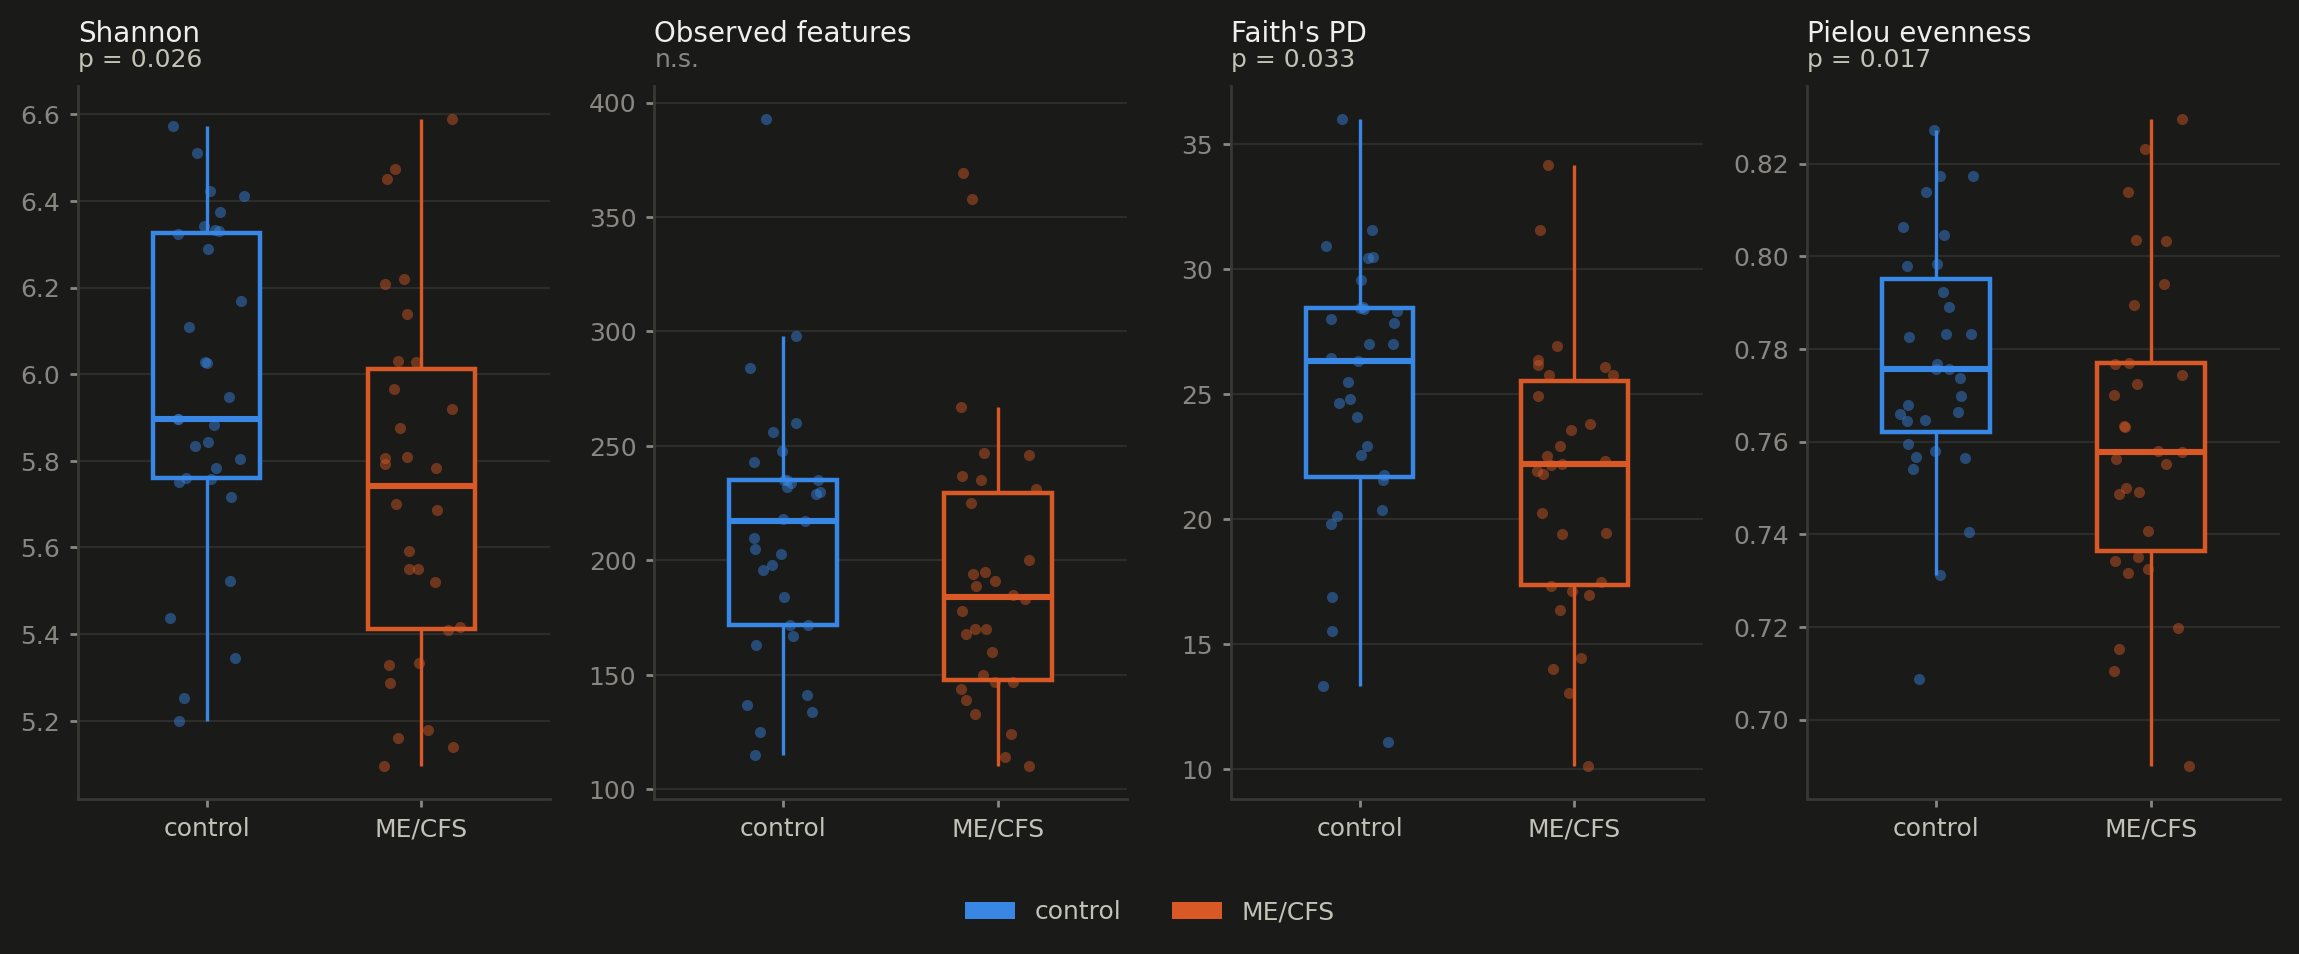 Shannon
p = 0.026
6.6
6.4
6.2
6.0
5.8
5.6
5.4
5.2
control ME/CFS
Observed features
n.s.
400
350
300
250
200
150
100
control ME/CFS
Faith's PD
p = 0.033
35
30
25
20
15
10
control ME/CFS
Pielou evenness
p = 0.017
0.82
0.80
0.78
0.76
0.74
0.72
0.70
control ME/CFS
control ME/CFS